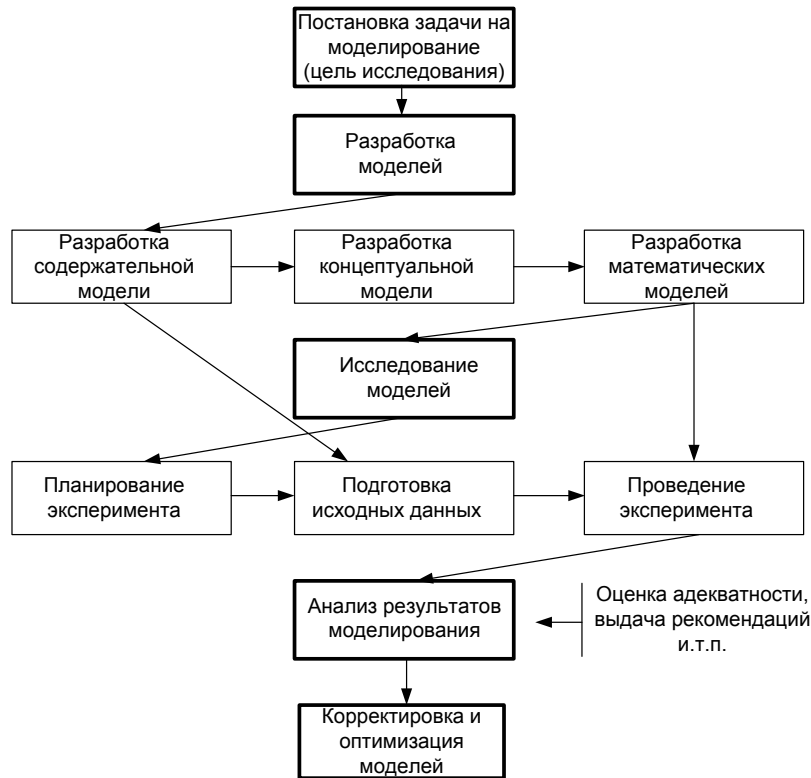 Постановка задачи на
моделирование
(цель исследования)
Разработка
моделей
Разработка
содержательной
модели
Разработка
концептуальной
модели
Разработка
математических
моделей
Исследование
моделей
Планирование
эксперимента
Подготовка
исходных данных
Проведение
эксперимента
Анализ результатов
моделирования
Оценка адекватности,
выдача рекомендаций
и.т.п.
Корректировка и
оптимизация
моделей